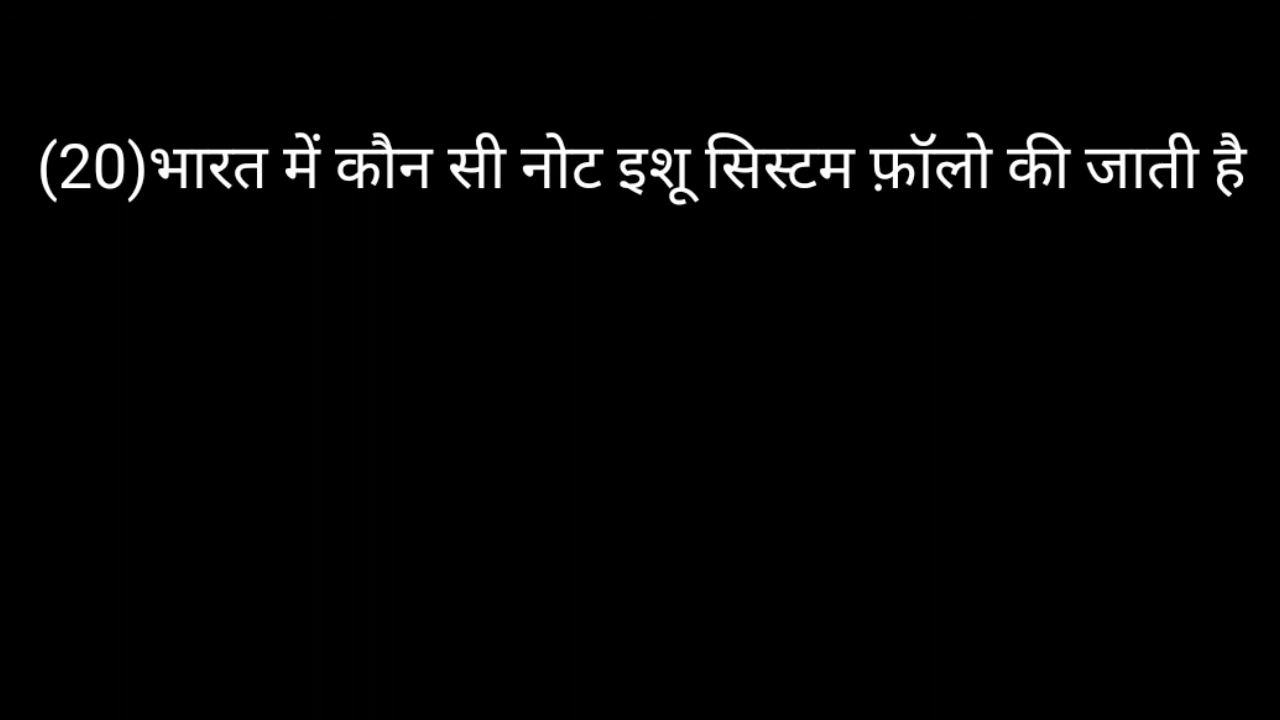 (20)भारत में कौन सी नोट इशू सिस्टम फ़ॉलो की जाती है